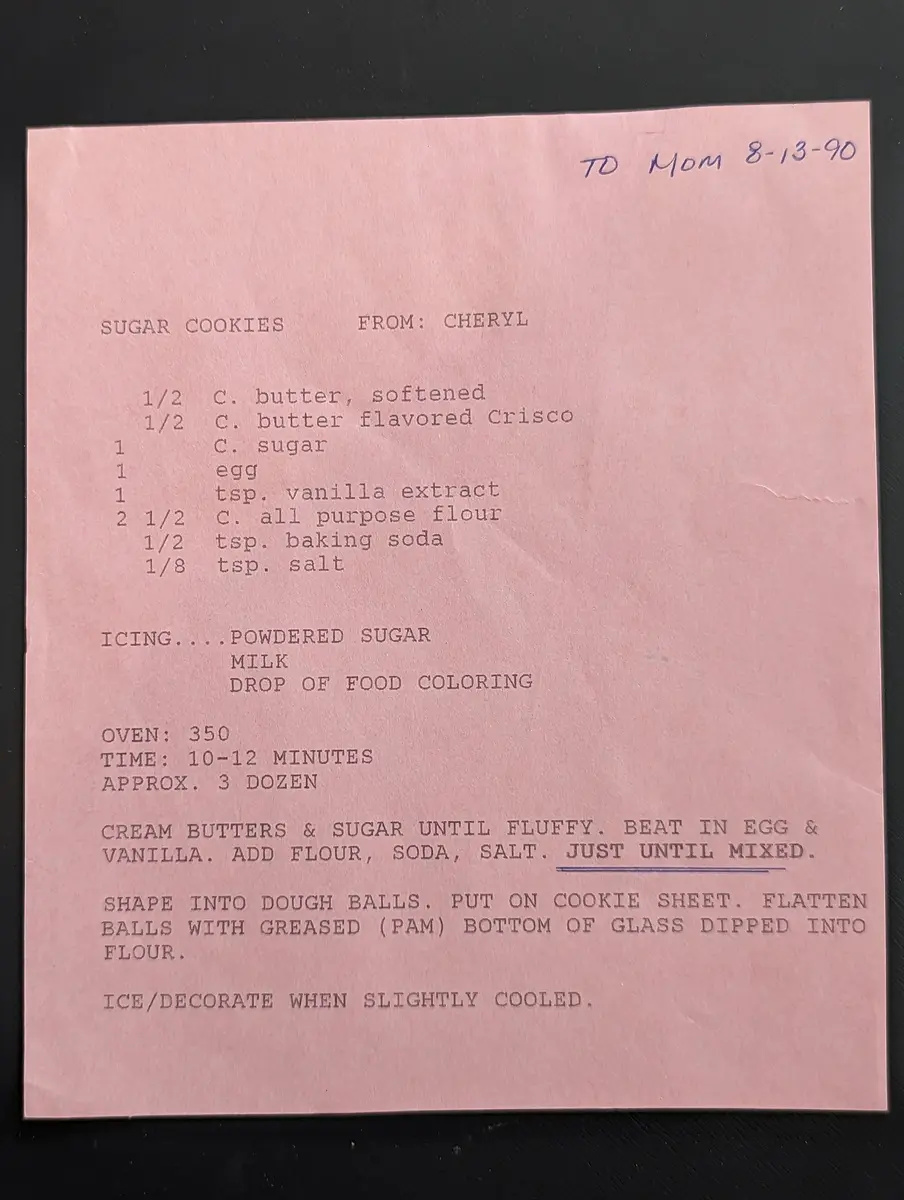 TO MOM 8-13-90
SUGAR COOKIES FROM: CHERYL
1/2 C. butter, softened
1/2 C. butter flavored Crisco
1 C. sugar
1 egg
1 tsp. vanilla extract
2 1/2 C. all purpose flour
1/2 tsp. baking soda
1/8 tsp. salt
ICING....POWDERED SUGAR
MILK
DROP OF FOOD COLORING
OVEN: 350
TIME: 10-12 MINUTES
APPROX. 3 DOZEN
CREAM BUTTERS & SUGAR UNTIL FLUFFY. BEAT IN EGG &
VANILLA. ADD FLOUR, SODA, SALT. JUST UNTIL MIXED.
SHAPE INTO DOUGH BALLS. PUT ON COOKIE SHEET. FLATTEN
BALLS WITH GREASED (PAM) BOTTOM OF GLASS DIPPED INTO
FLOUR.
ICE/DECORATE WHEN SLIGHTLY COOLED.